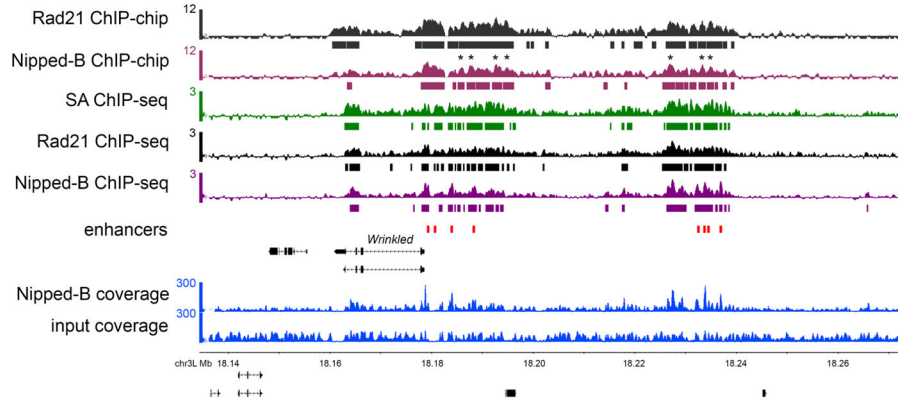 12
Rad21 ChIP-chip
12
Nipped-B ChIP-chip
* * * * * * *
3
SA ChIP-seq
3
Rad21 ChIP-seq
3
Nipped-B ChIP-seq
enhancers
Wrinkled
300
Nipped-B coverage
300
input coverage
chr3L Mb 18.14 18.16 18.18 18.20 18.22 18.24 18.26